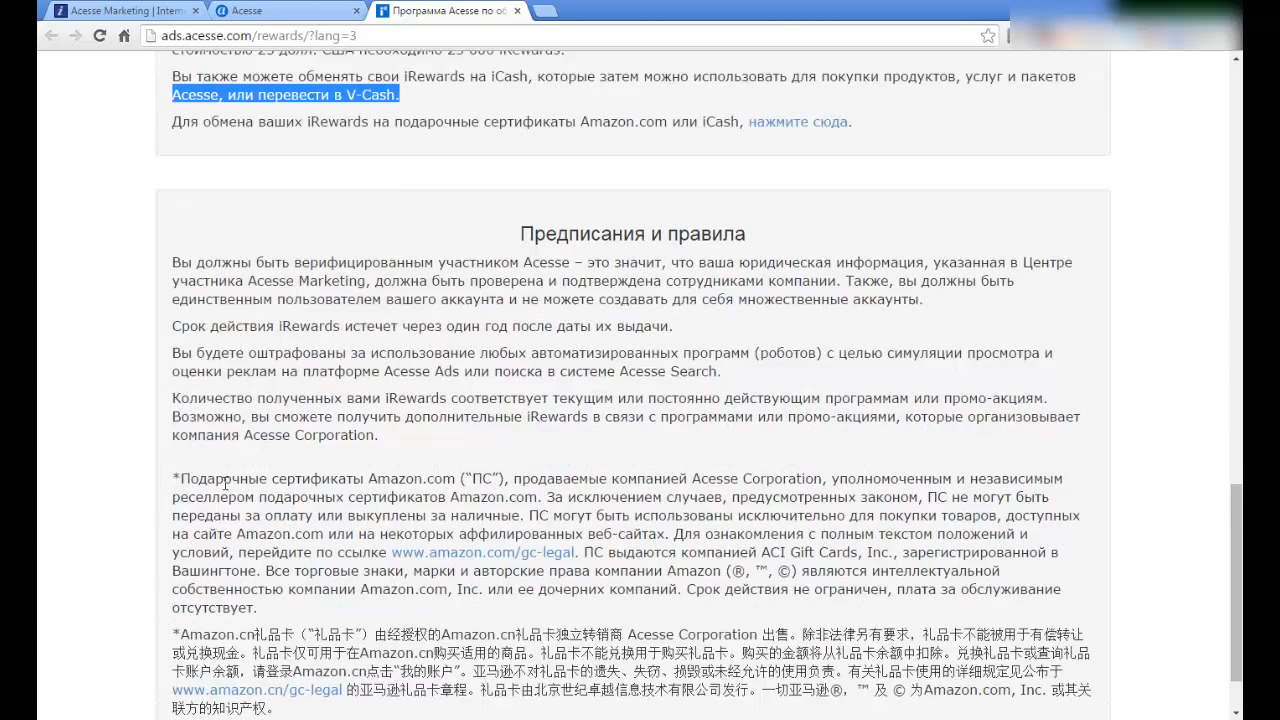 Acesse Marketing | Intern
Acesse
Программа Acesse по об
ads.acesse.com/rewards/?lang=3
стоимостью 25 долл. США необходимо 25 000 iRewards.
Вы также можете обменять свои iRewards на iCash, которые затем можно использовать для покупки продуктов, услуг и пакетов
Acesse, или перевести в V-Cash.
Для обмена ваших iRewards на подарочные сертификаты Amazon.com или iCash, нажмите сюда.
Предписания и правила
Вы должны быть верифицированным участником Acesse – это значит, что ваша юридическая информация, указанная в Центре
участника Acesse Marketing, должна быть проверена и подтверждена сотрудниками компании. Также, вы должны быть
единственным пользователем вашего аккаунта и не можете создавать для себя множественные аккаунты.
Срок действия iRewards истечет через один год после даты их выдачи.
Вы будете оштрафованы за использование любых автоматизированных программ (роботов) с целью симуляции просмотра и
оценки реклам на платформе Acesse Ads или поиска в системе Acesse Search.
Количество полученных вами iRewards соответствует текущим или постоянно действующим программам или промо-акциям.
Возможно, вы сможете получить дополнительные iRewards в связи с программами или промо-акциями, которые организовывает
компания Acesse Corporation.
*Подарочные сертификаты Amazon.com (“ПС”), продаваемые компанией Acesse Corporation, уполномоченным и независимым
реселлером подарочных сертификатов Amazon.com. За исключением случаев, предусмотренных законом, ПС не могут быть
переданы за оплату или выкуплены за наличные. ПС могут быть использованы исключительно для покупки товаров, доступных
на сайте Amazon.com или на некоторых аффилированных веб-сайтах. Для ознакомления с полным текстом положений и
условий, перейдите по ссылке www.amazon.com/gc-legal. ПС выдаются компанией ACI Gift Cards, Inc., зарегистрированной в
Вашингтоне. Все торговые знаки, марки и авторские права компании Amazon (®, ™, ©) являются интеллектуальной
собственностью компании Amazon.com, Inc. или ее дочерних компаний. Срок действия не ограничен, плата за обслуживание
отсутствует.
*Amazon.cn礼品卡（“礼品卡”）由经授权的Amazon.cn礼品卡独立转销商 Acesse Corporation 出售。除非法律另有要求，礼品卡不能被用于有偿转让
或兑换现金。礼品卡仅可用于在Amazon.cn购买适用的商品。礼品卡不能兑换用于购买礼品卡。购买的金额将从礼品卡余额中扣除。兑换礼品卡或查询礼品
卡账户余额，请登录Amazon.cn点击“我的账户”。亚马逊不对礼品卡的遗失、失窃、损毁或未经允许的使用负责。有关礼品卡使用的详细规定见公布于
www.amazon.cn/gc-legal 的亚马逊礼品卡章程。礼品卡由北京世纪卓越信息技术有限公司发行。一切亚马逊®，™ 及 © 为Amazon.com, Inc. 或其关
联方的知识产权。